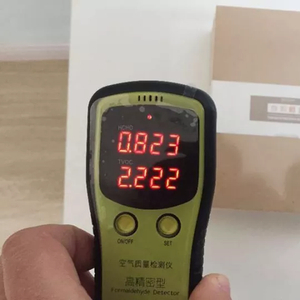 HCHO
0.823
TVOC
2.222
ON/OFF
SET
空气质量检测仪
高精密型
Formaldehyde Detector